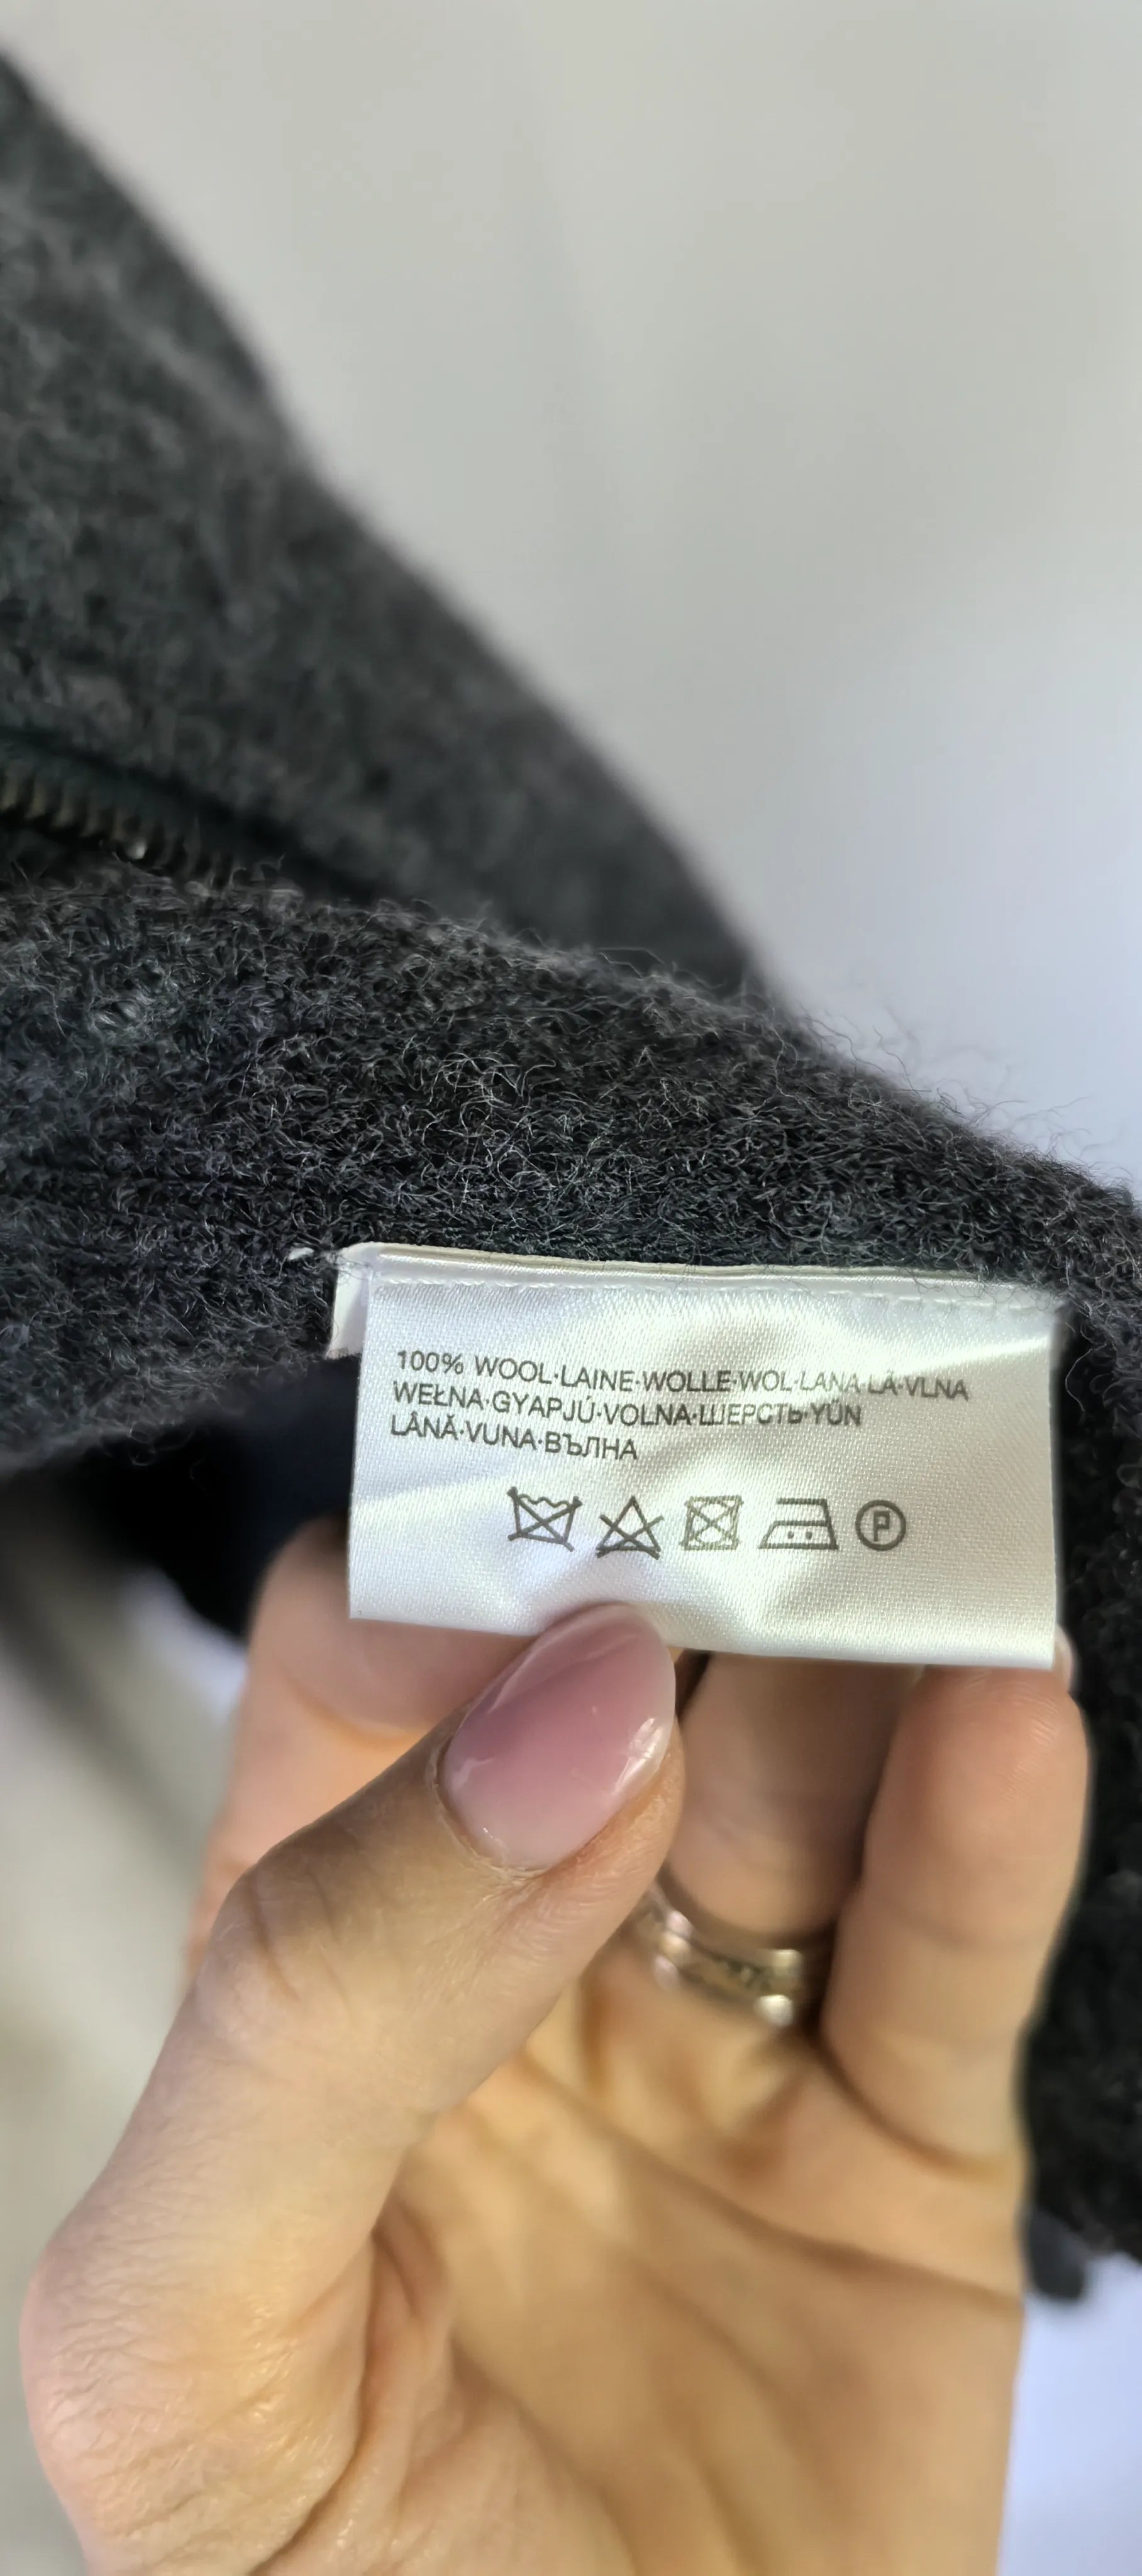 100% WOOL·LAINE·WOLLE·WOL·LANA·LÃ·VLNA
WEŁNA·GYAPJÚ·VOLNA·ШЕРСТЬ·YÜN
LÂNĂ·VUNA·ВЪЛНА
P